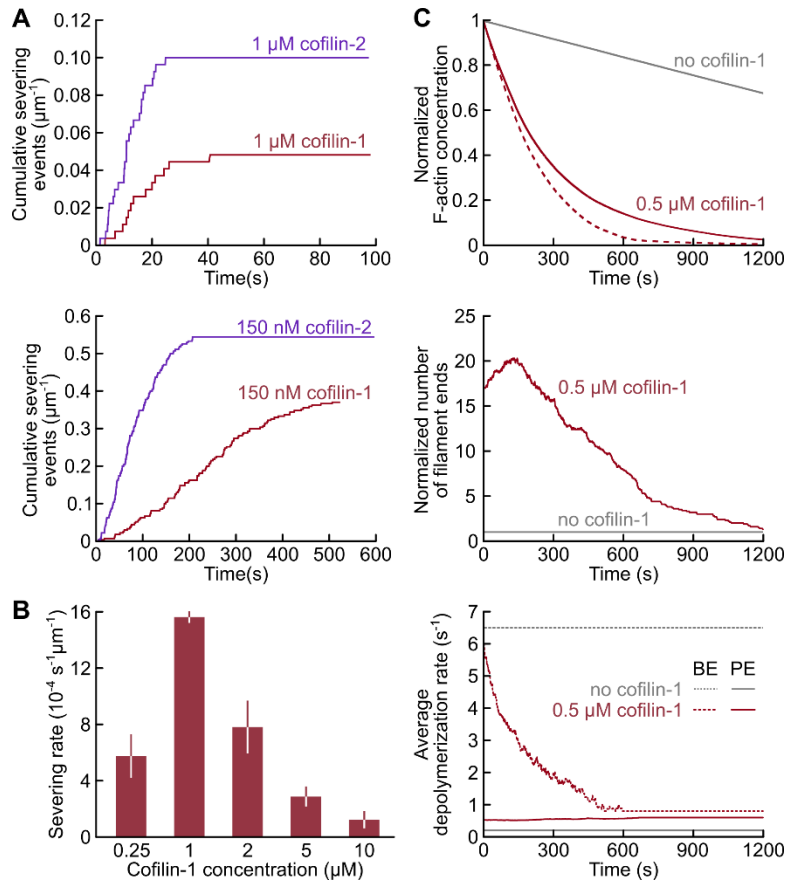 A
Cumulative severing
events (µm-1)
0.12
0.10
0.08
0.06
0.04
0.02
0
1 µM cofilin-2
1 µM cofilin-1
0 20 40 60 80 100
Time(s)
Cumulative severing
events (µm-1)
0.6
0.5
0.4
0.3
0.2
0.1
0
150 nM cofilin-2
150 nM cofilin-1
0 100 200 300 400 500 600
Time(s)
B
Severing rate (10-4 s-1µm-1)
16
12
8
4
0
0.25 1 2 5 10
Cofilin-1 concentration (µM)
C
Normalized
F-actin concentration
1
0.8
0.6
0.4
0.2
0
no cofilin-1
0.5 µM cofilin-1
0 300 600 900 1200
Time (s)
Normalized number
of filament ends
25
20
15
10
5
0
0.5 µM cofilin-1
no cofilin-1
0 300 600 900 1200
Time (s)
Average
depolymerization rate (s-1)
7
6
5
4
3
2
1
0
BE PE
no cofilin-1
0.5 µM cofilin-1
0 300 600 900 1200
Time (s)